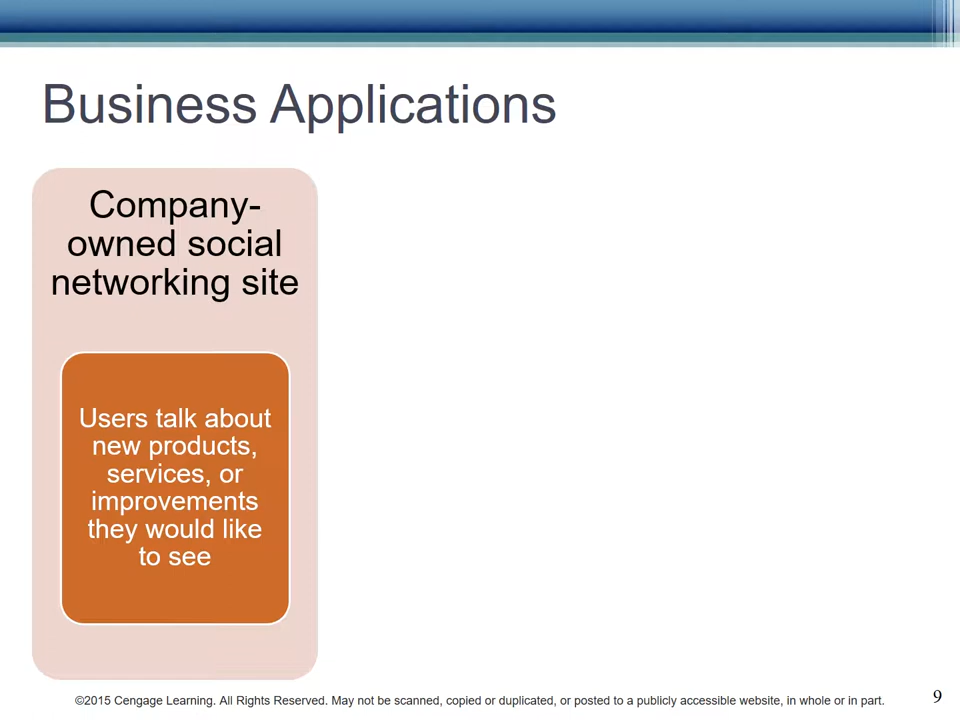 Business Applications
Company-
owned social
networking site
Users talk about
new products,
services, or
improvements
they would like
to see
©2015 Cengage Learning. All Rights Reserved. May not be scanned, copied or duplicated, or posted to a publicly accessible website, in whole or in part.
9